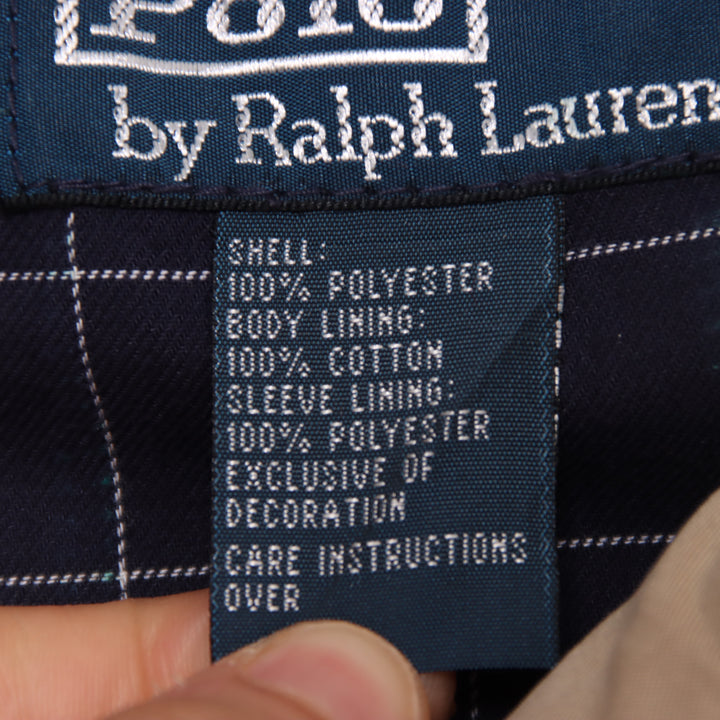 Polo
by Ralph Lauren
SHELL:
100% POLYESTER
BODY LINING:
100% COTTON
SLEEVE LINING:
100% POLYESTER
EXCLUSIVE OF
DECORATION
CARE INSTRUCTIONS
OVER